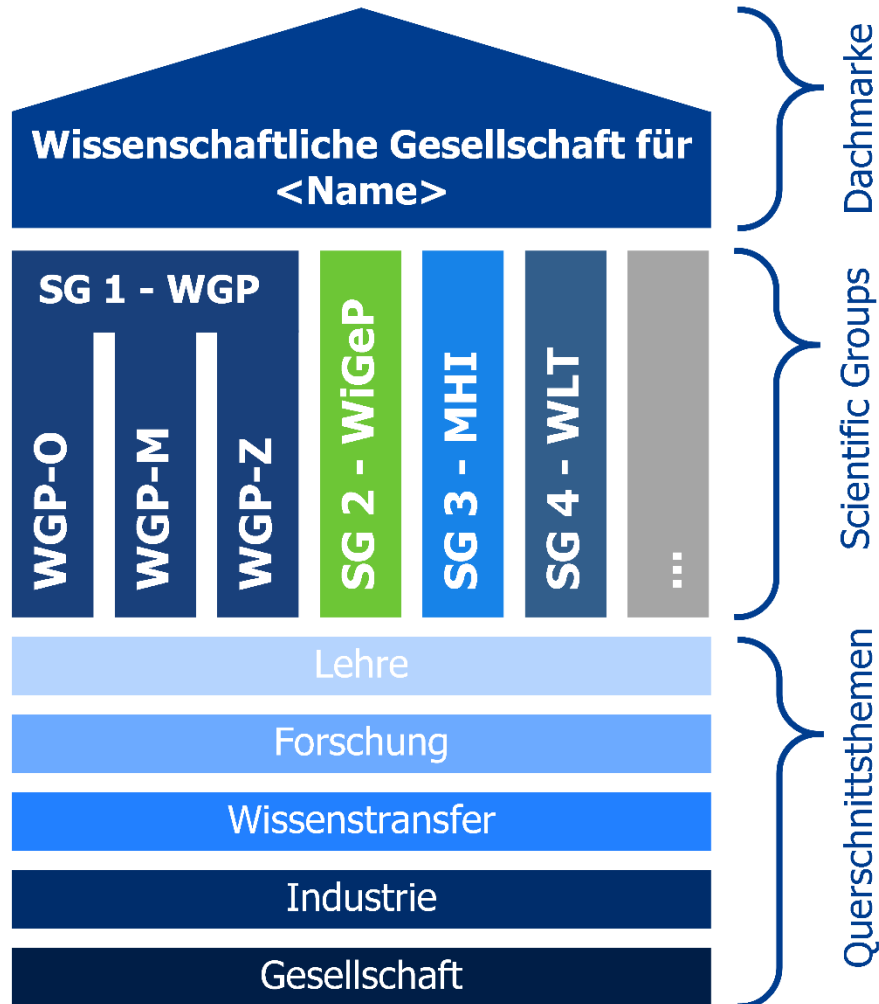 Wissenschaftliche Gesellschaft für
<Name>
Dachmarke
SG 1 - WGP
WGP-O
WGP-M
WGP-Z
SG 2 - WiGeP
SG 3 - MHI
SG 4 - WLT
...
Scientific Groups
Lehre
Forschung
Wissenstransfer
Industrie
Gesellschaft
Querschnittsthemen